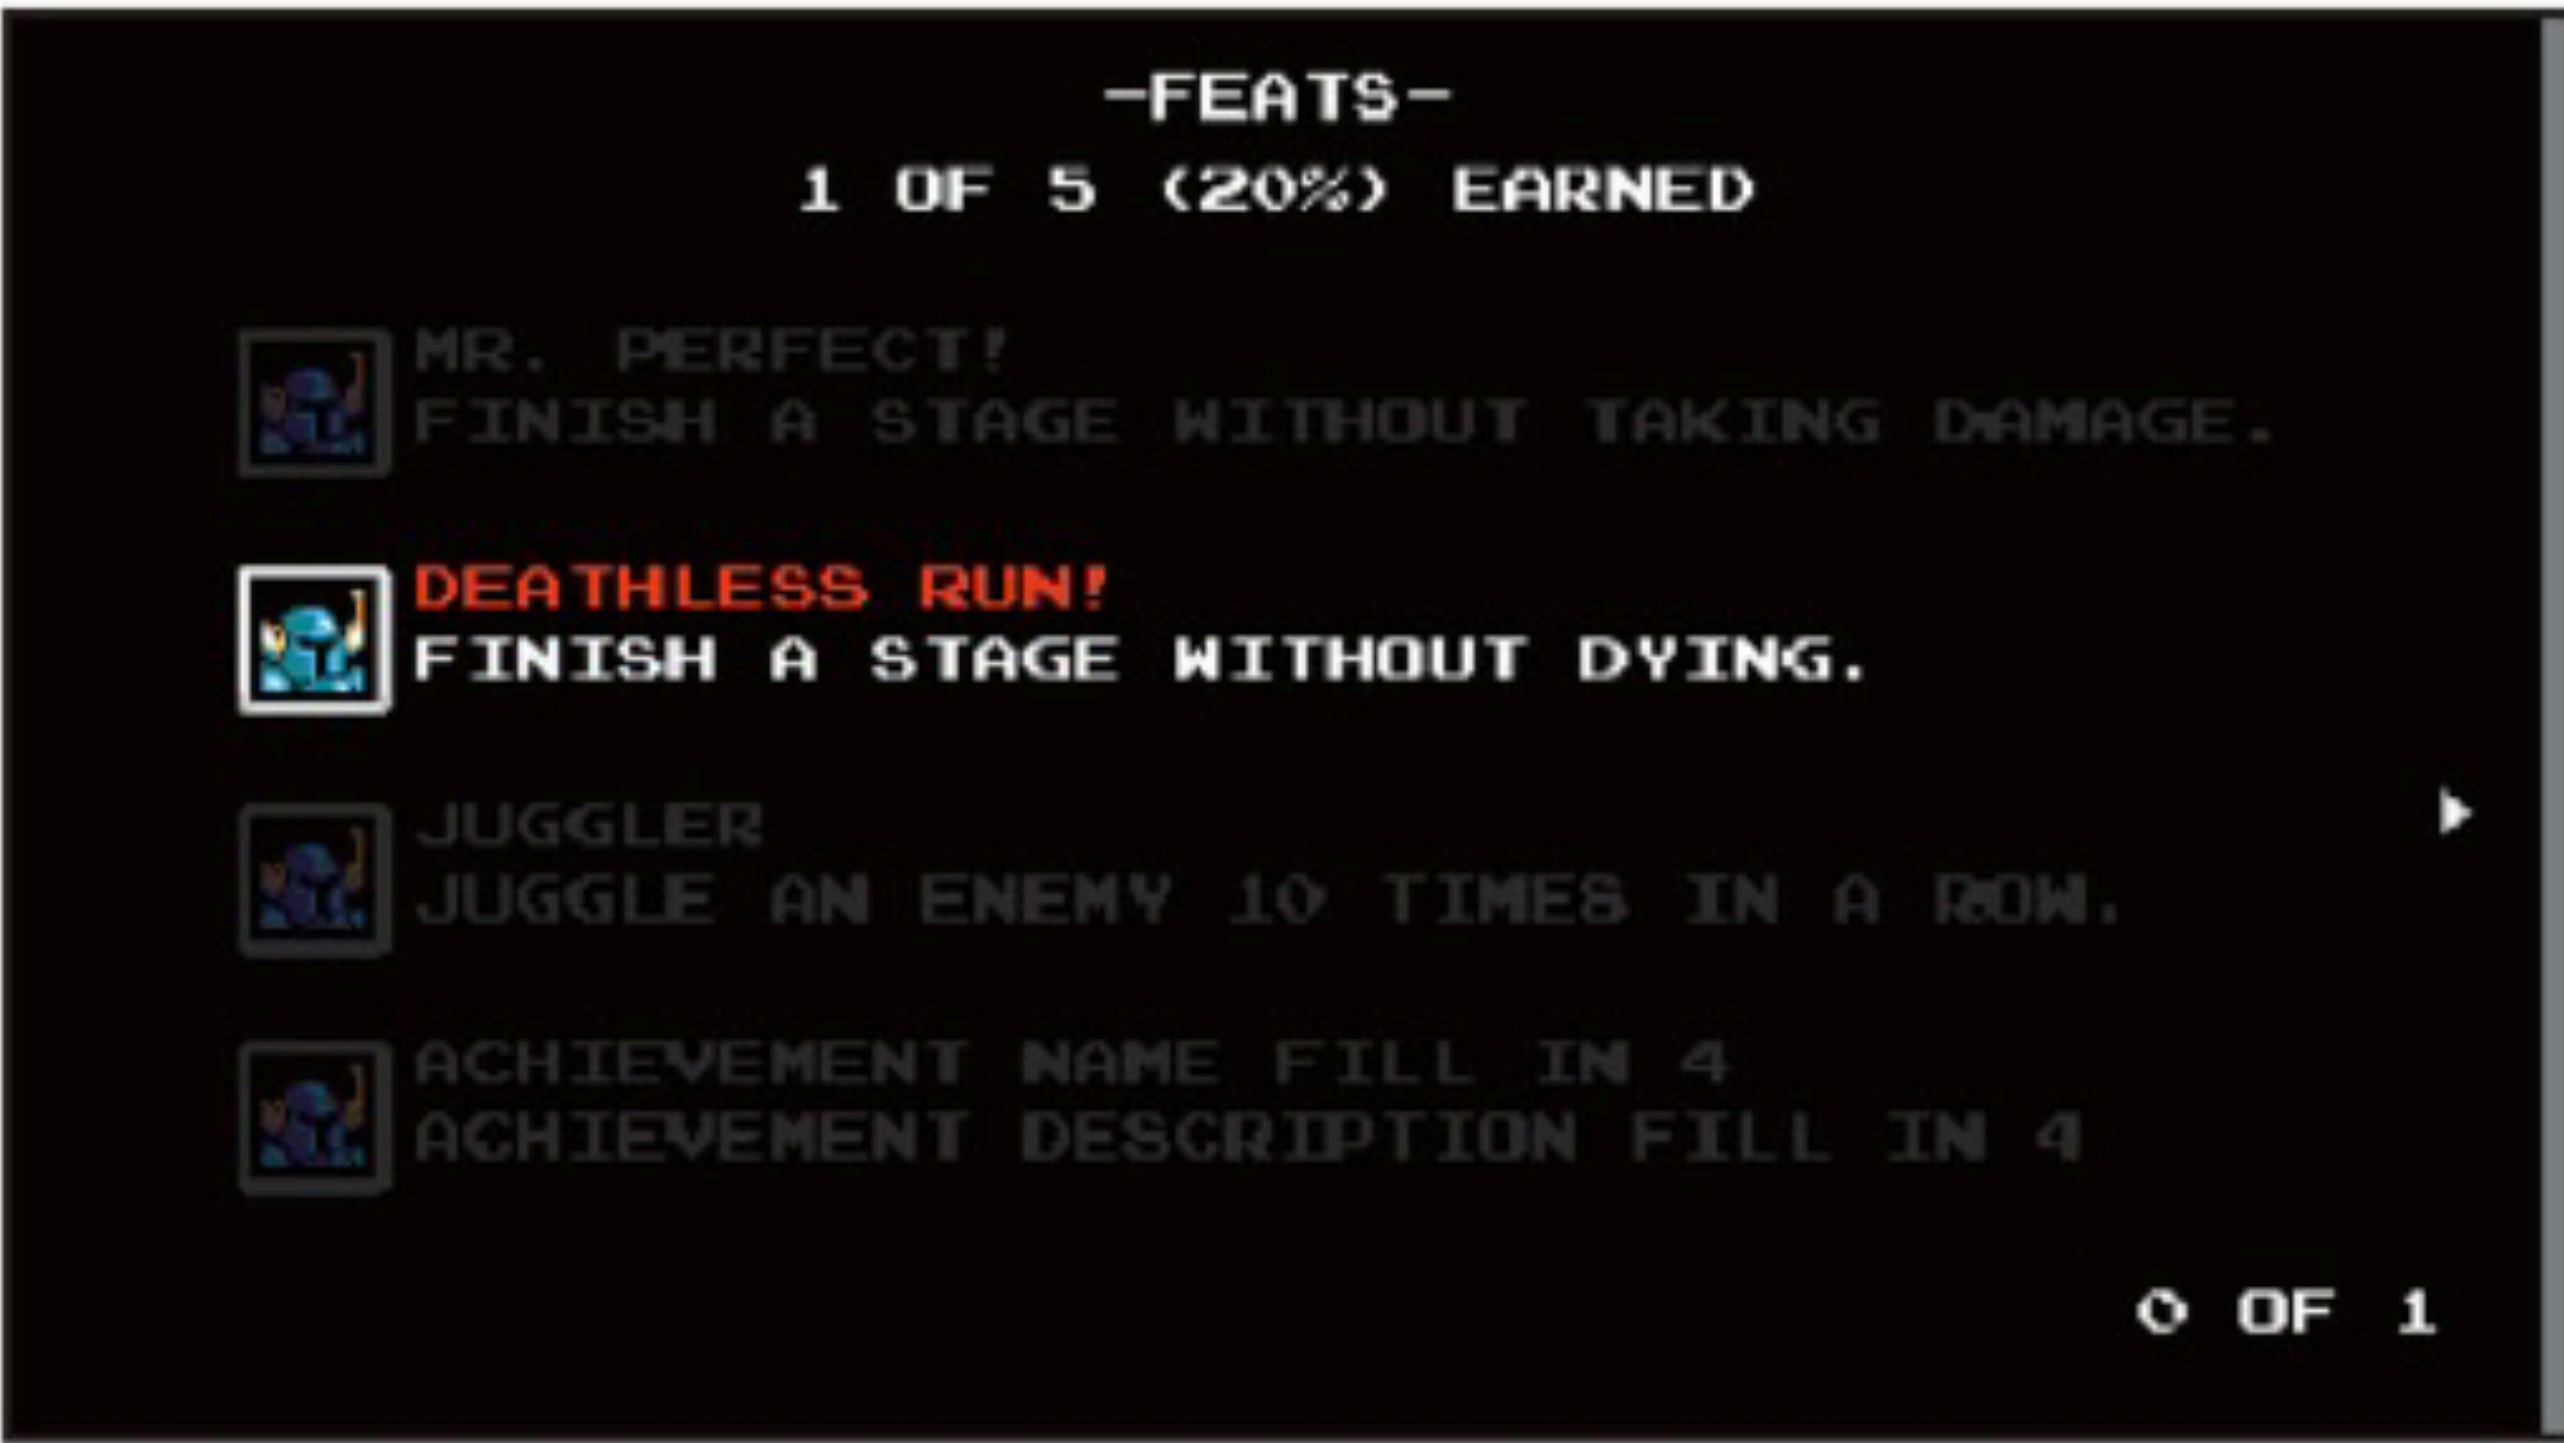 -FEATS-
1 OF 5 (20%) EARNED
MR. PERFECT!
FINISH A STAGE WITHOUT TAKING DAMAGE.
DEATHLESS RUN!
FINISH A STAGE WITHOUT DYING.
JUGGLER
JUGGLE AN ENEMY 10 TIMES IN A ROW.
ACHIEVEMENT NAME FILL IN 4
ACHIEVEMENT DESCRIPTION FILL IN 4
0 OF 1